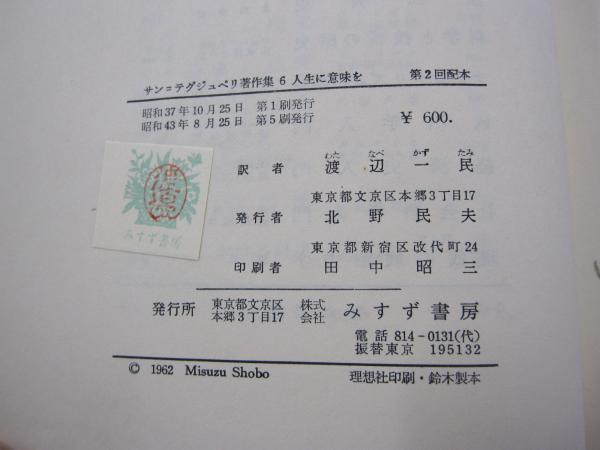 サン＝テグジュペリ著作集 6 人生に意味を 第2回配本
昭和37年10月25日 第1刷発行
昭和43年8月25日 第5刷発行
¥ 600.
わた なべ かず たみ
訳者 渡辺一民
東京都文京区本郷3丁目17
発行者 北野民夫
東京都新宿区改代町24
印刷者 田中昭三
発行所 東京都文京区本郷3丁目17 株式会社 みすず書房
電話 814-0131(代)
振替東京 195132
© 1962 Misuzu Shobo 理想社印刷・鈴木製本
みすず書房